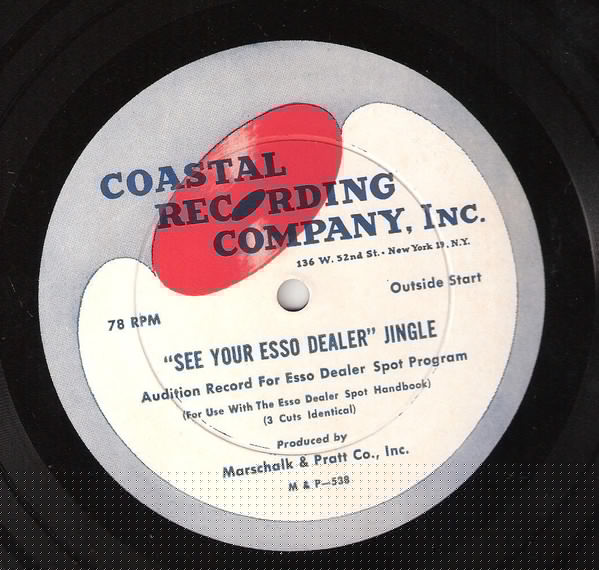 COASTAL
RECORDING
COMPANY, INC.
136 W. 52nd St. • New York 19, N.Y.
Outside Start
78 RPM
“SEE YOUR ESSO DEALER” JINGLE
Audition Record For Esso Dealer Spot Program
(For Use With The Esso Dealer Spot Handbook)
(3 Cuts Identical)
Produced by
Marschalk & Pratt Co., Inc.
M & P—538